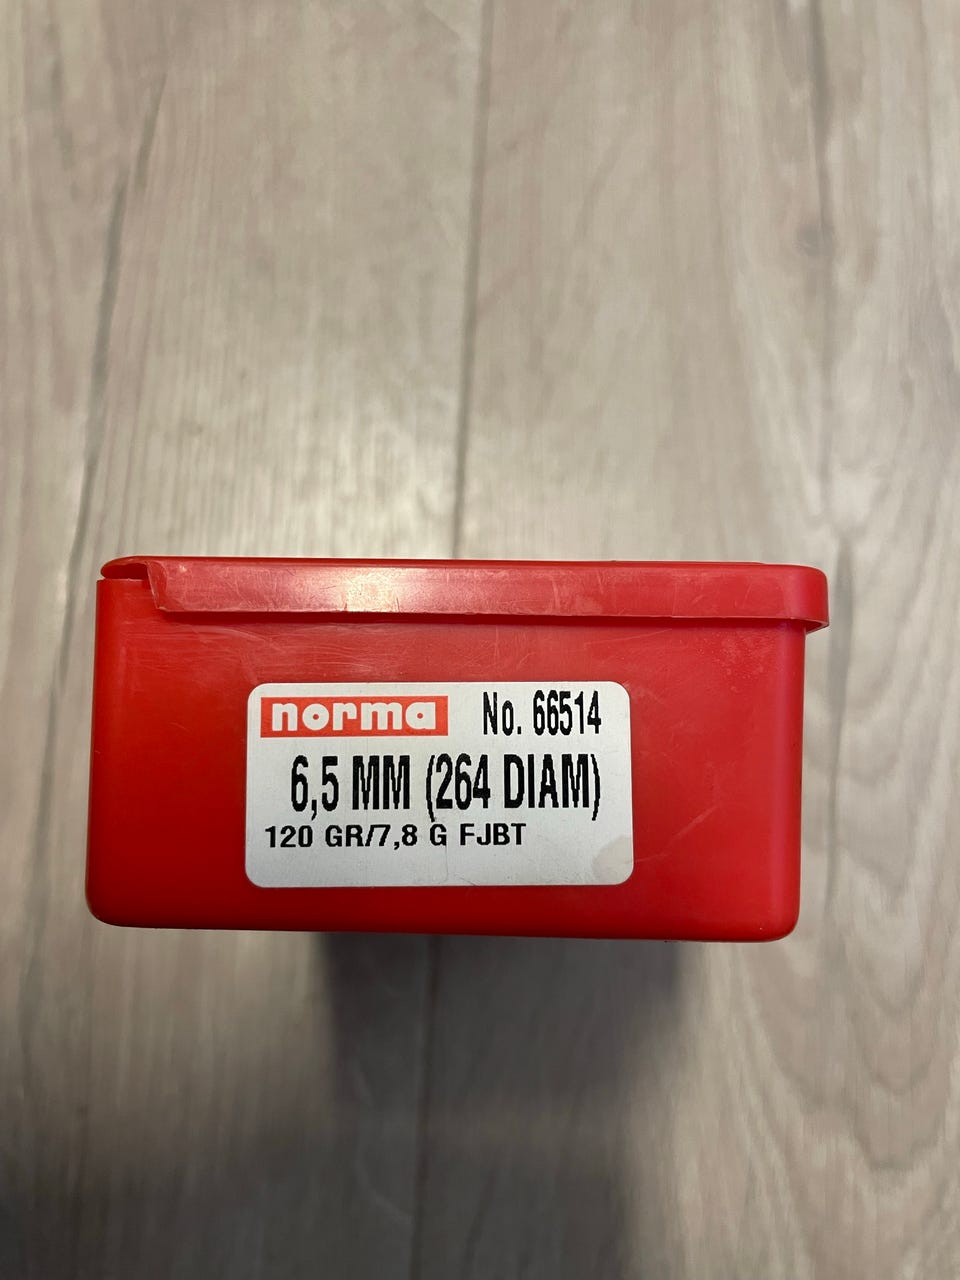 norma No. 66514
6,5 MM (264 DIAM)
120 GR/7,8 G FJBT